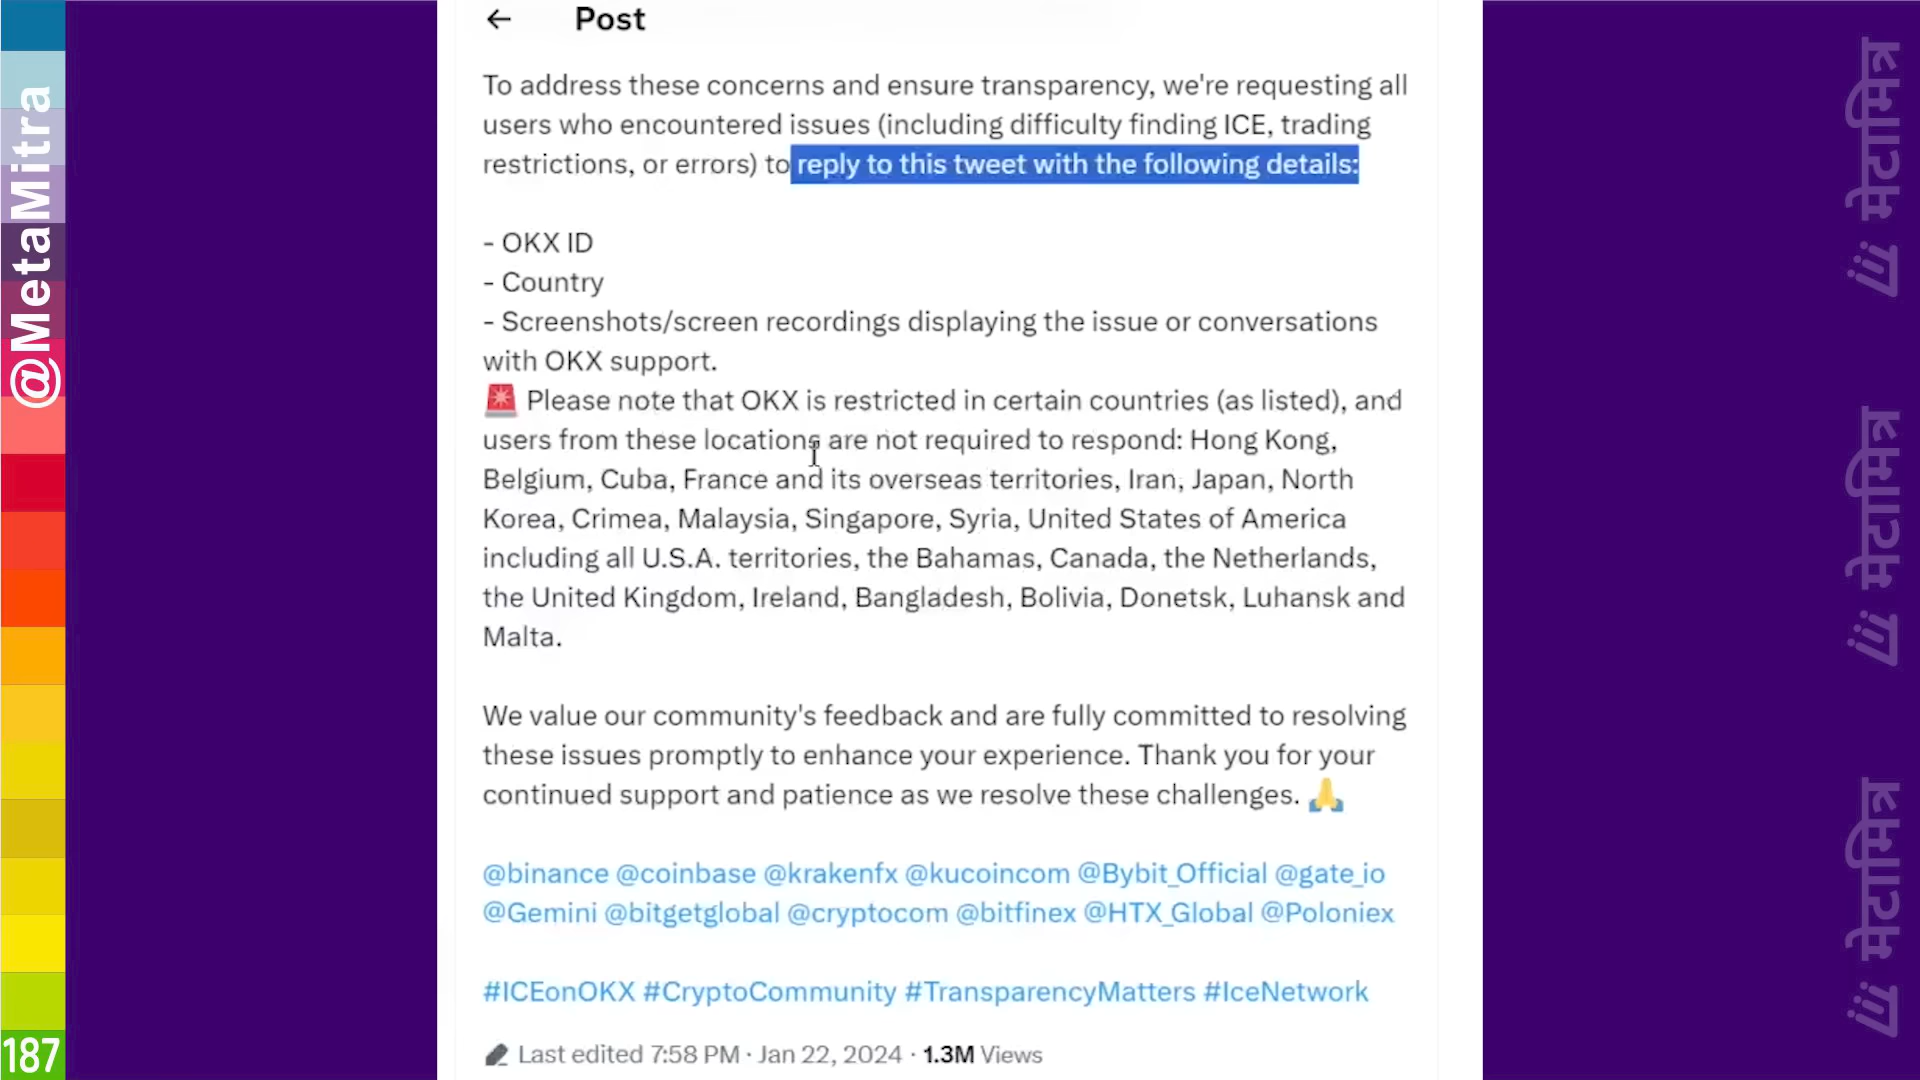 Post
To address these concerns and ensure transparency, we're requesting all
users who encountered issues (including difficulty finding ICE, trading
restrictions, or errors) to reply to this tweet with the following details:
- OKX ID
- Country
- Screenshots/screen recordings displaying the issue or conversations
with OKX support.
🚨 Please note that OKX is restricted in certain countries (as listed), and
users from these locations are not required to respond: Hong Kong,
Belgium, Cuba, France and its overseas territories, Iran, Japan, North
Korea, Crimea, Malaysia, Singapore, Syria, United States of America
including all U.S.A. territories, the Bahamas, Canada, the Netherlands,
the United Kingdom, Ireland, Bangladesh, Bolivia, Donetsk, Luhansk and
Malta.
We value our community's feedback and are fully committed to resolving
these issues promptly to enhance your experience. Thank you for your
continued support and patience as we resolve these challenges. 🙏
@binance @coinbase @krakenfx @kucoincom @Bybit_Official @gate_io
@Gemini @bitgetglobal @cryptocom @bitfinex @HTX_Global @Poloniex
#ICEonOKX #CryptoCommunity #TransparencyMatters #IceNetwork
Last edited 7:58 PM · Jan 22, 2024 · 1.3M Views
@MetaMitra
187
मेटामित्र
मेटामित्र
मेटामित्र